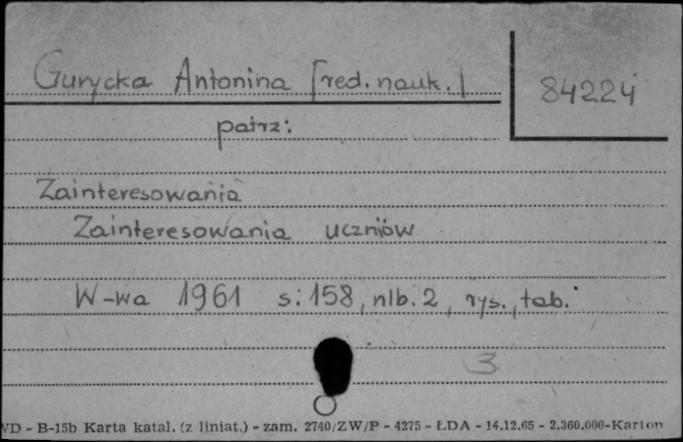 Gurycka Antonina [red. nauk.]
84224
patrz:
Zainteresowania
Zainteresowania uczniów
W-wa 1961 s: 158, nlb. 2, rys., tab.
3
WD - B-15b Karta katal. (z liniat.) - zam. 2740/ZW/P - 4275 - ŁDA - 14.12.65 - 2.360.000-Karton